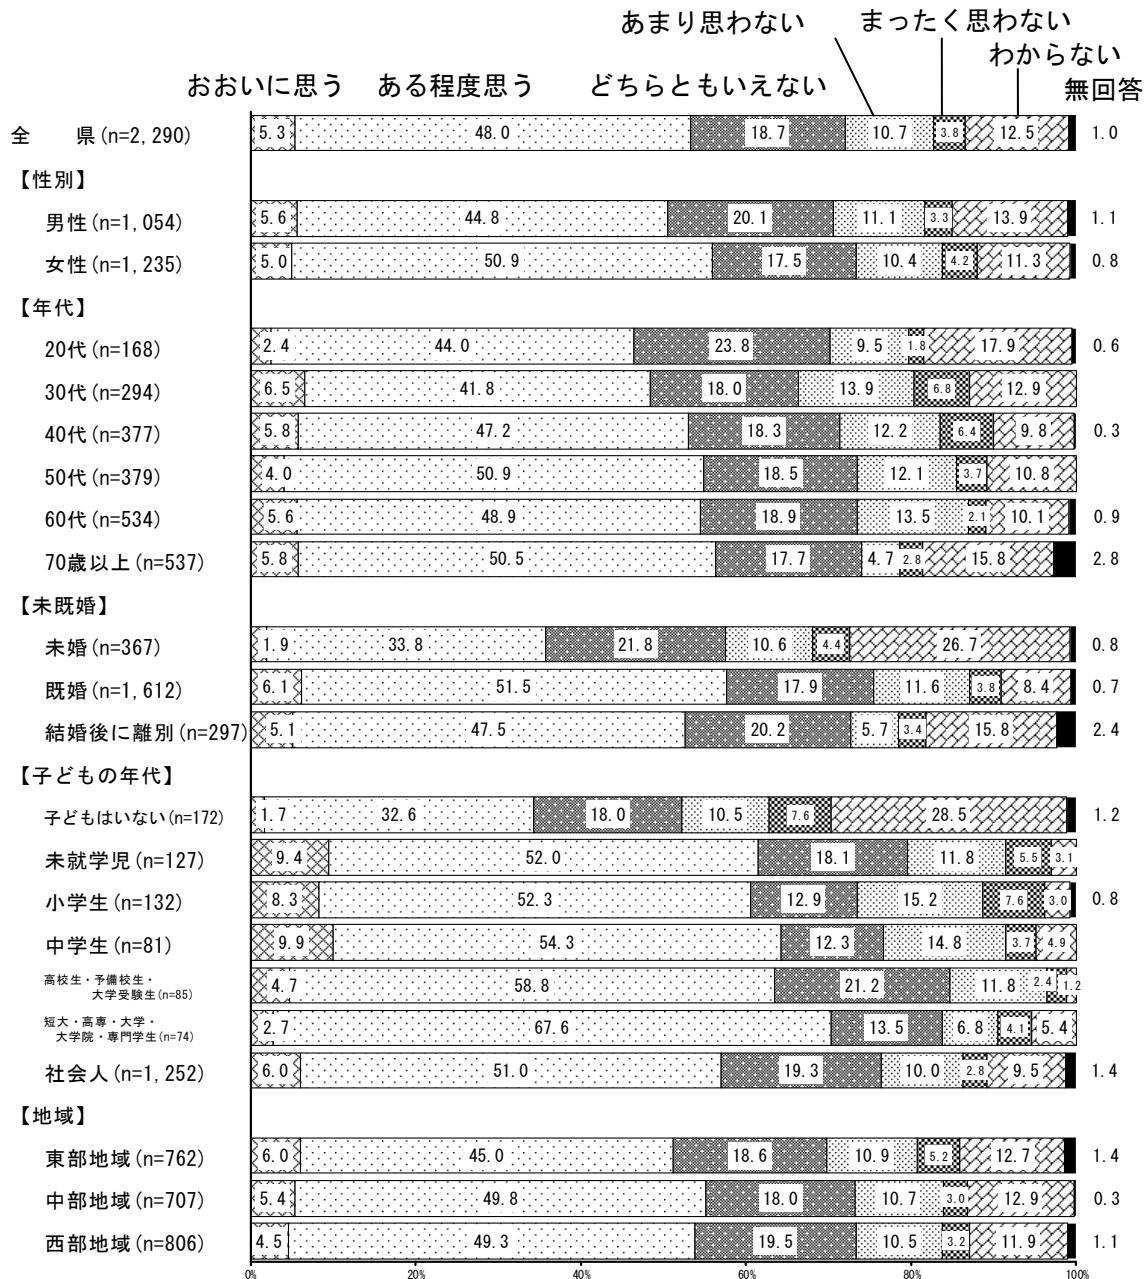 あまり思わない まったく思わない
わからない
おおいに思う ある程度思う どちらともいえない 無回答
全 県(n=2,290) 5.3 48.0 18.7 10.7 3.8 12.5 1.0
【性別】
男性(n=1,054) 5.6 44.8 20.1 11.1 3.3 13.9 1.1
女性(n=1,235) 5.0 50.9 17.5 10.4 4.2 11.3 0.8
【年代】
20代(n=168) 2.4 44.0 23.8 9.5 1.8 17.9 0.6
30代(n=294) 6.5 41.8 18.0 13.9 6.8 12.9
40代(n=377) 5.8 47.2 18.3 12.2 6.4 9.8 0.3
50代(n=379) 4.0 50.9 18.5 12.1 3.7 10.8
60代(n=534) 5.6 48.9 18.9 13.5 2.1 10.1 0.9
70歳以上(n=537) 5.8 50.5 17.7 4.7 2.8 15.8 2.8
【未既婚】
未婚(n=367) 1.9 33.8 21.8 10.6 4.4 26.7 0.8
既婚(n=1,612) 6.1 51.5 17.9 11.6 3.8 8.4 0.7
結婚後に離別(n=297) 5.1 47.5 20.2 5.7 3.4 15.8 2.4
【子どもの年代】
子どもはいない(n=172) 1.7 32.6 18.0 10.5 7.6 28.5 1.2
未就学児(n=127) 9.4 52.0 18.1 11.8 5.5 3.1
小学生(n=132) 8.3 52.3 12.9 15.2 7.6 3.0 0.8
中学生(n=81) 9.9 54.3 12.3 14.8 3.7 4.9
高校生・予備校生・
大学受験生(n=85) 4.7 58.8 21.2 11.8 2.4 1.2
短大・高専・大学・
大学院・専門学生(n=74) 2.7 67.6 13.5 6.8 4.1 5.4
社会人(n=1,252) 6.0 51.0 19.3 10.0 2.8 9.5 1.4
【地域】
東部地域(n=762) 6.0 45.0 18.6 10.9 5.2 12.7 1.4
中部地域(n=707) 5.4 49.8 18.0 10.7 3.0 12.9 0.3
西部地域(n=806) 4.5 49.3 19.5 10.5 3.2 11.9 1.1
0% 20% 40% 60% 80% 100%